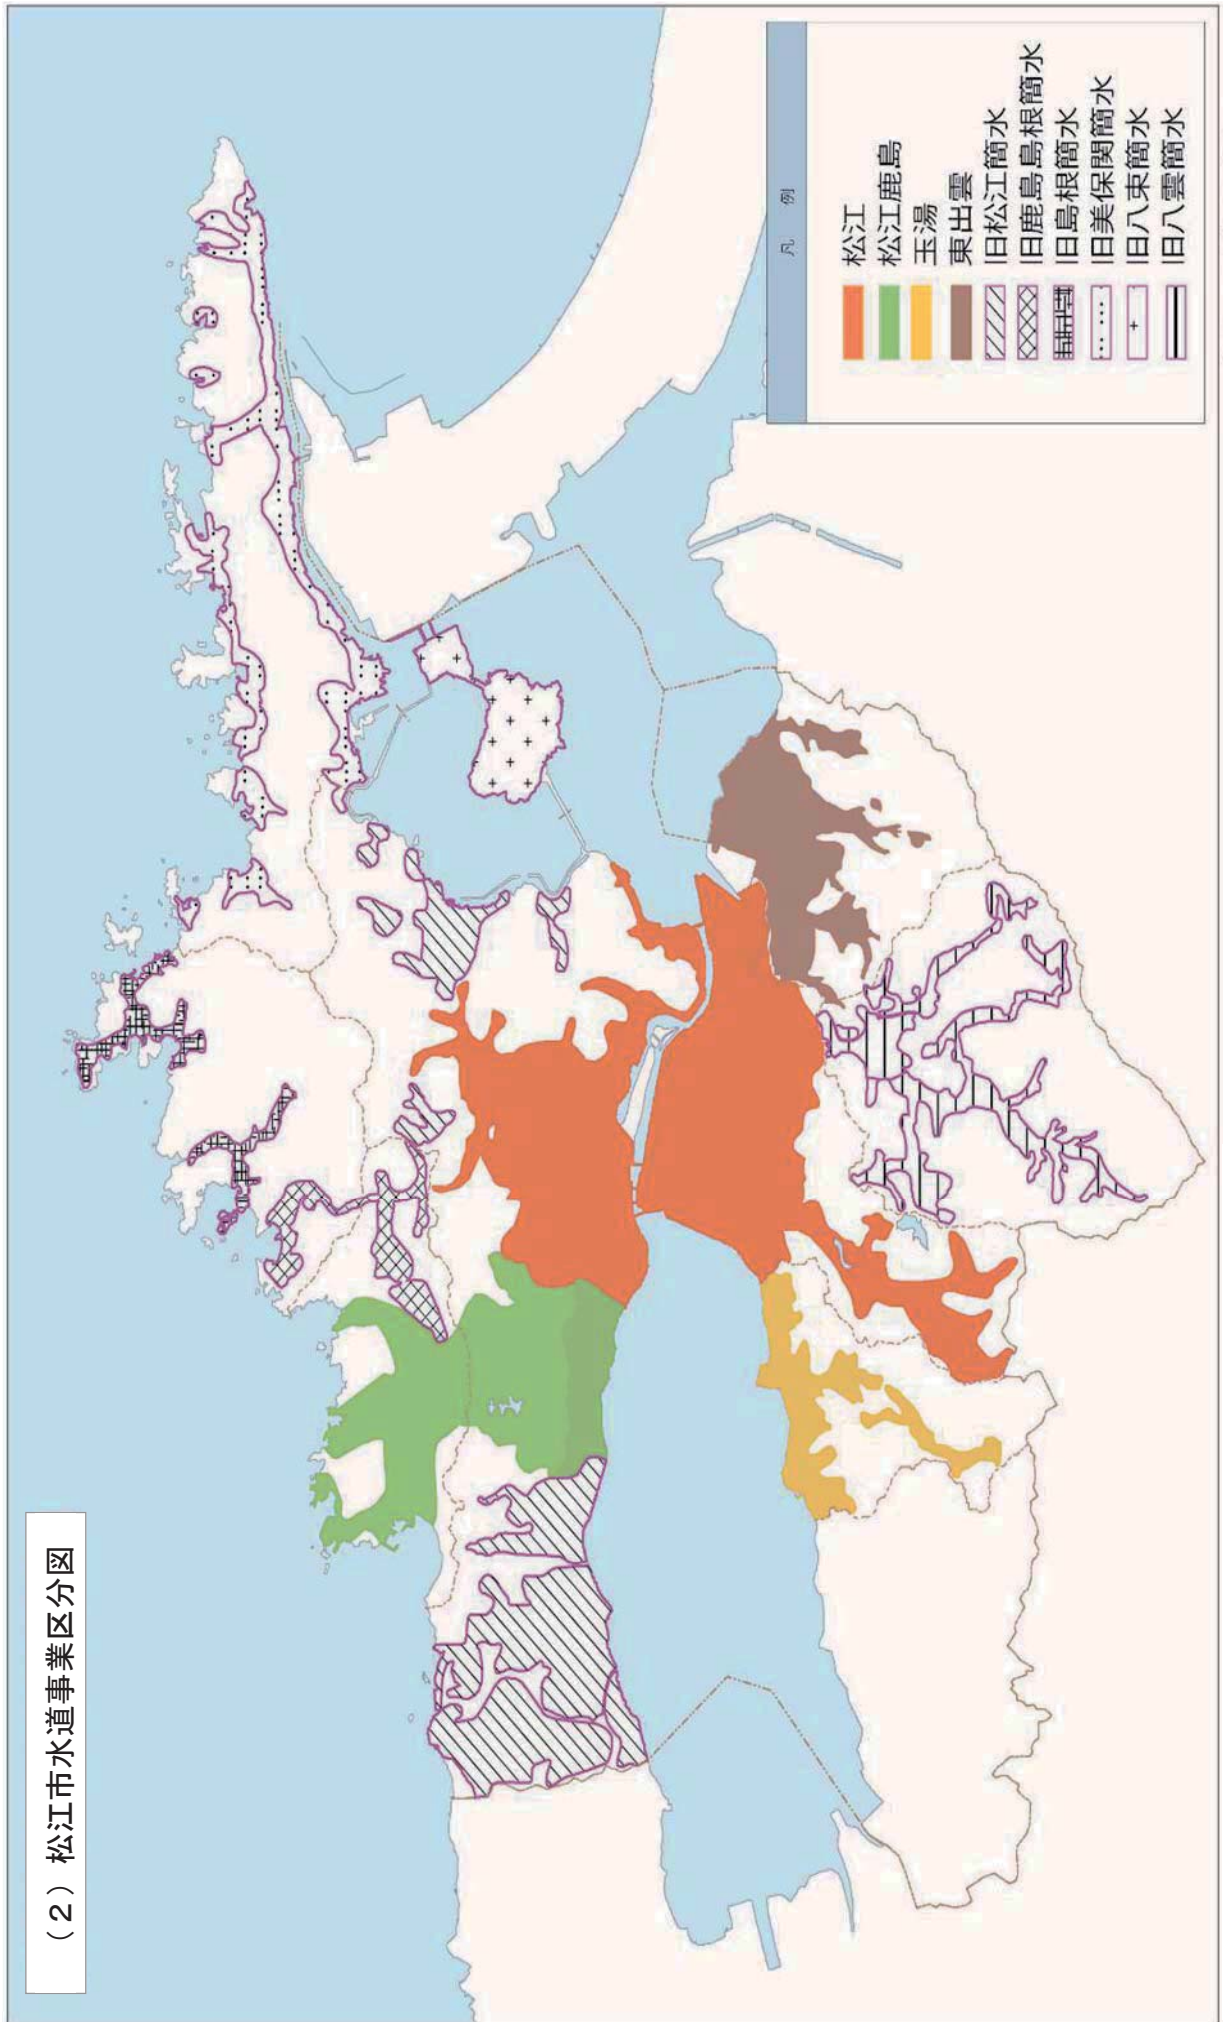 (2) 松江市水道事業区分図
凡 例
松江
松江鹿島
玉湯
東出雲
旧松江簡水
旧鹿島島根簡水
旧島根簡水
旧美保関簡水
旧八束簡水
旧八雲簡水